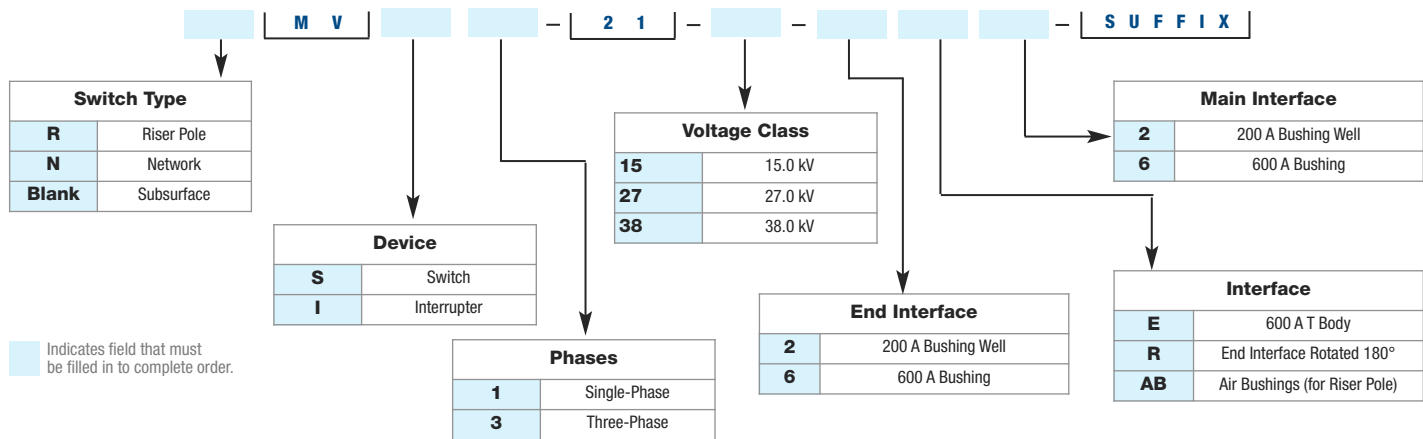 M V – 2 1 – – – S U F F I X
Switch Type
R Riser Pole
N Network
Blank Subsurface
Device
S Switch
I Interrupter
Phases
1 Single-Phase
3 Three-Phase
Voltage Class
15 15.0 kV
27 27.0 kV
38 38.0 kV
End Interface
2 200 A Bushing Well
6 600 A Bushing
Main Interface
2 200 A Bushing Well
6 600 A Bushing
Interface
E 600 A T Body
R End Interface Rotated 180°
AB Air Bushings (for Riser Pole)
Indicates field that must
be filled in to complete order.